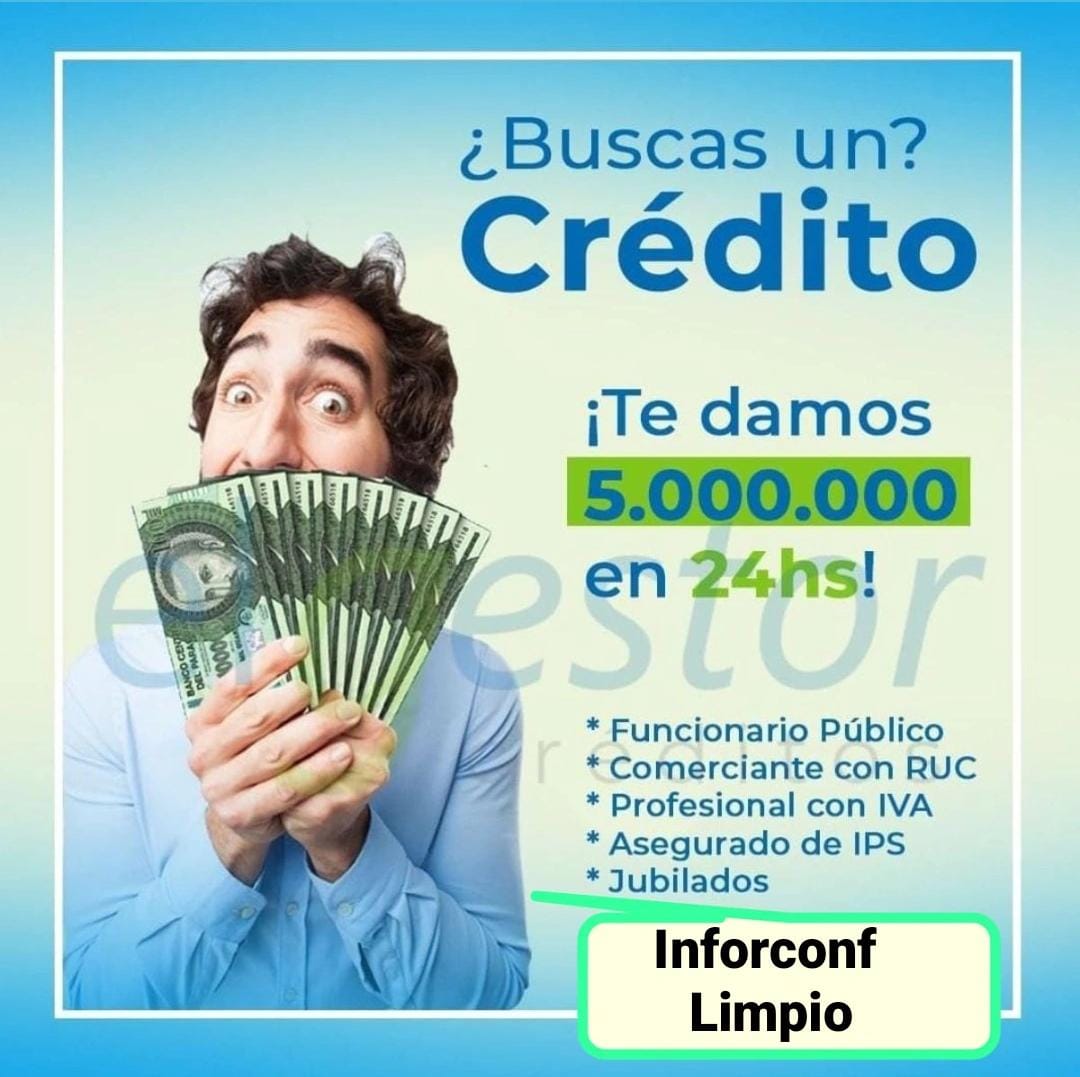 ¿Buscas un?
Crédito
¡Te damos
5.000.000
en 24hs!
* Funcionario Público
* Comerciante con RUC
* Profesional con IVA
* Asegurado de IPS
* Jubilados
Inforconf
Limpio